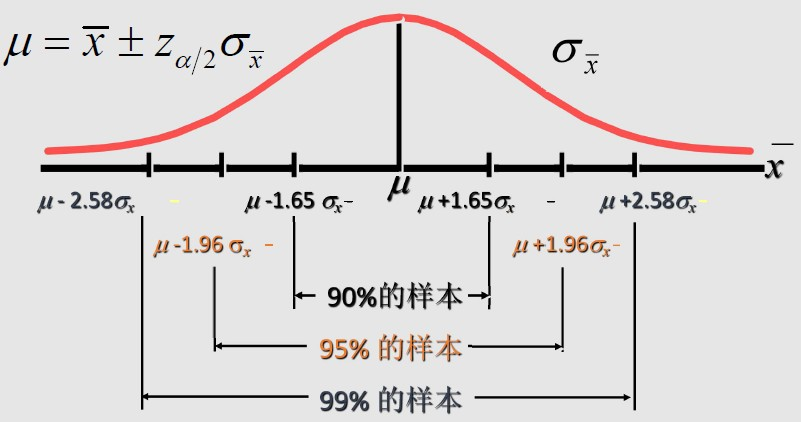 μ = x̅ ± z_{α/2} σ_x̅
σ_x̅
x̅
μ
μ - 2.58σx -
μ -1.65 σx-
μ +1.65σx -
μ +2.58σx-
μ -1.96 σx -
μ +1.96σx-
90%的样本
95% 的样本
99% 的样本